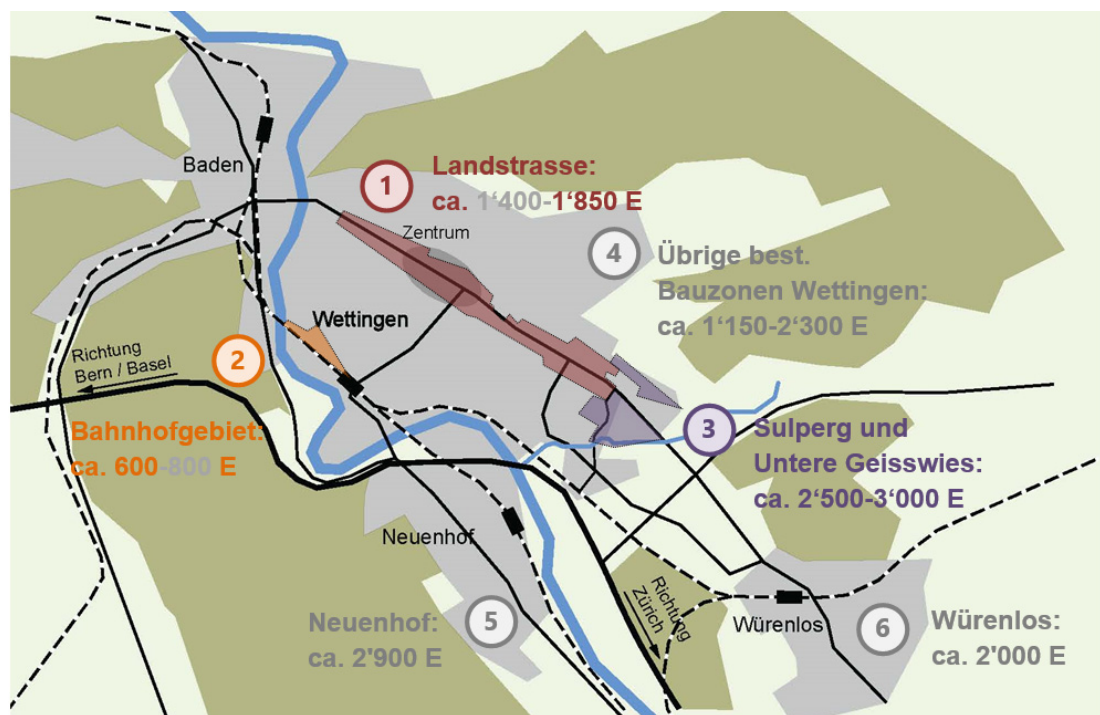 Baden
1
Landstrasse:
ca. 1‘400-1‘850 E
Zentrum
4
Übrige best.
Bauzonen Wettingen:
ca. 1‘150-2‘300 E
Wettingen
2
Richtung
Bern / Basel
Bahnhofgebiet:
ca. 600-800 E
3
Sulperg und
Untere Geisswies:
ca. 2‘500-3‘000 E
Neuenhof
Richtung
Zürich
5
Neuenhof:
ca. 2'900 E
Würenlos
6
Würenlos:
ca. 2'000 E